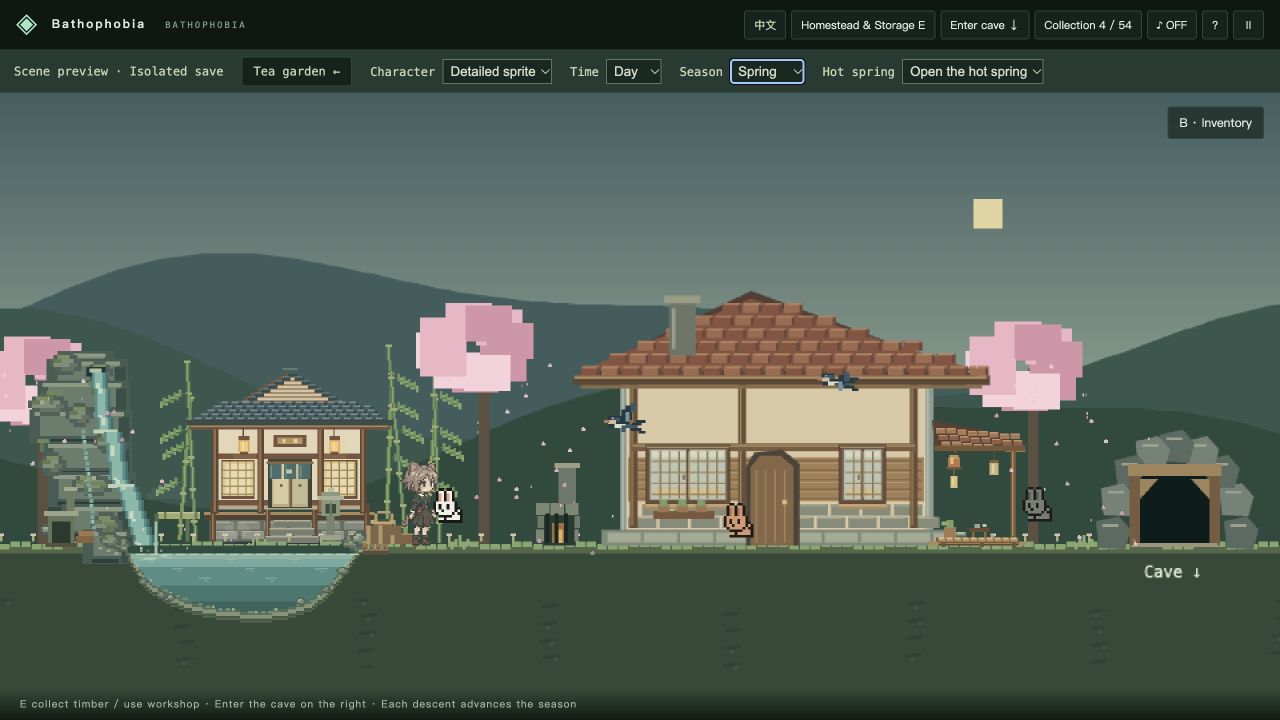 Bathophobia BATHOPHOBIA 中文 Homestead & Storage E Enter cave ↓ Collection 4 / 54 ♪ OFF ? II
Scene preview · Isolated save Tea garden ← Character Detailed sprite Time Day Season Spring Hot spring Open the hot spring
B · Inventory
Cave ↓
E collect timber / use workshop · Enter the cave on the right · Each descent advances the season